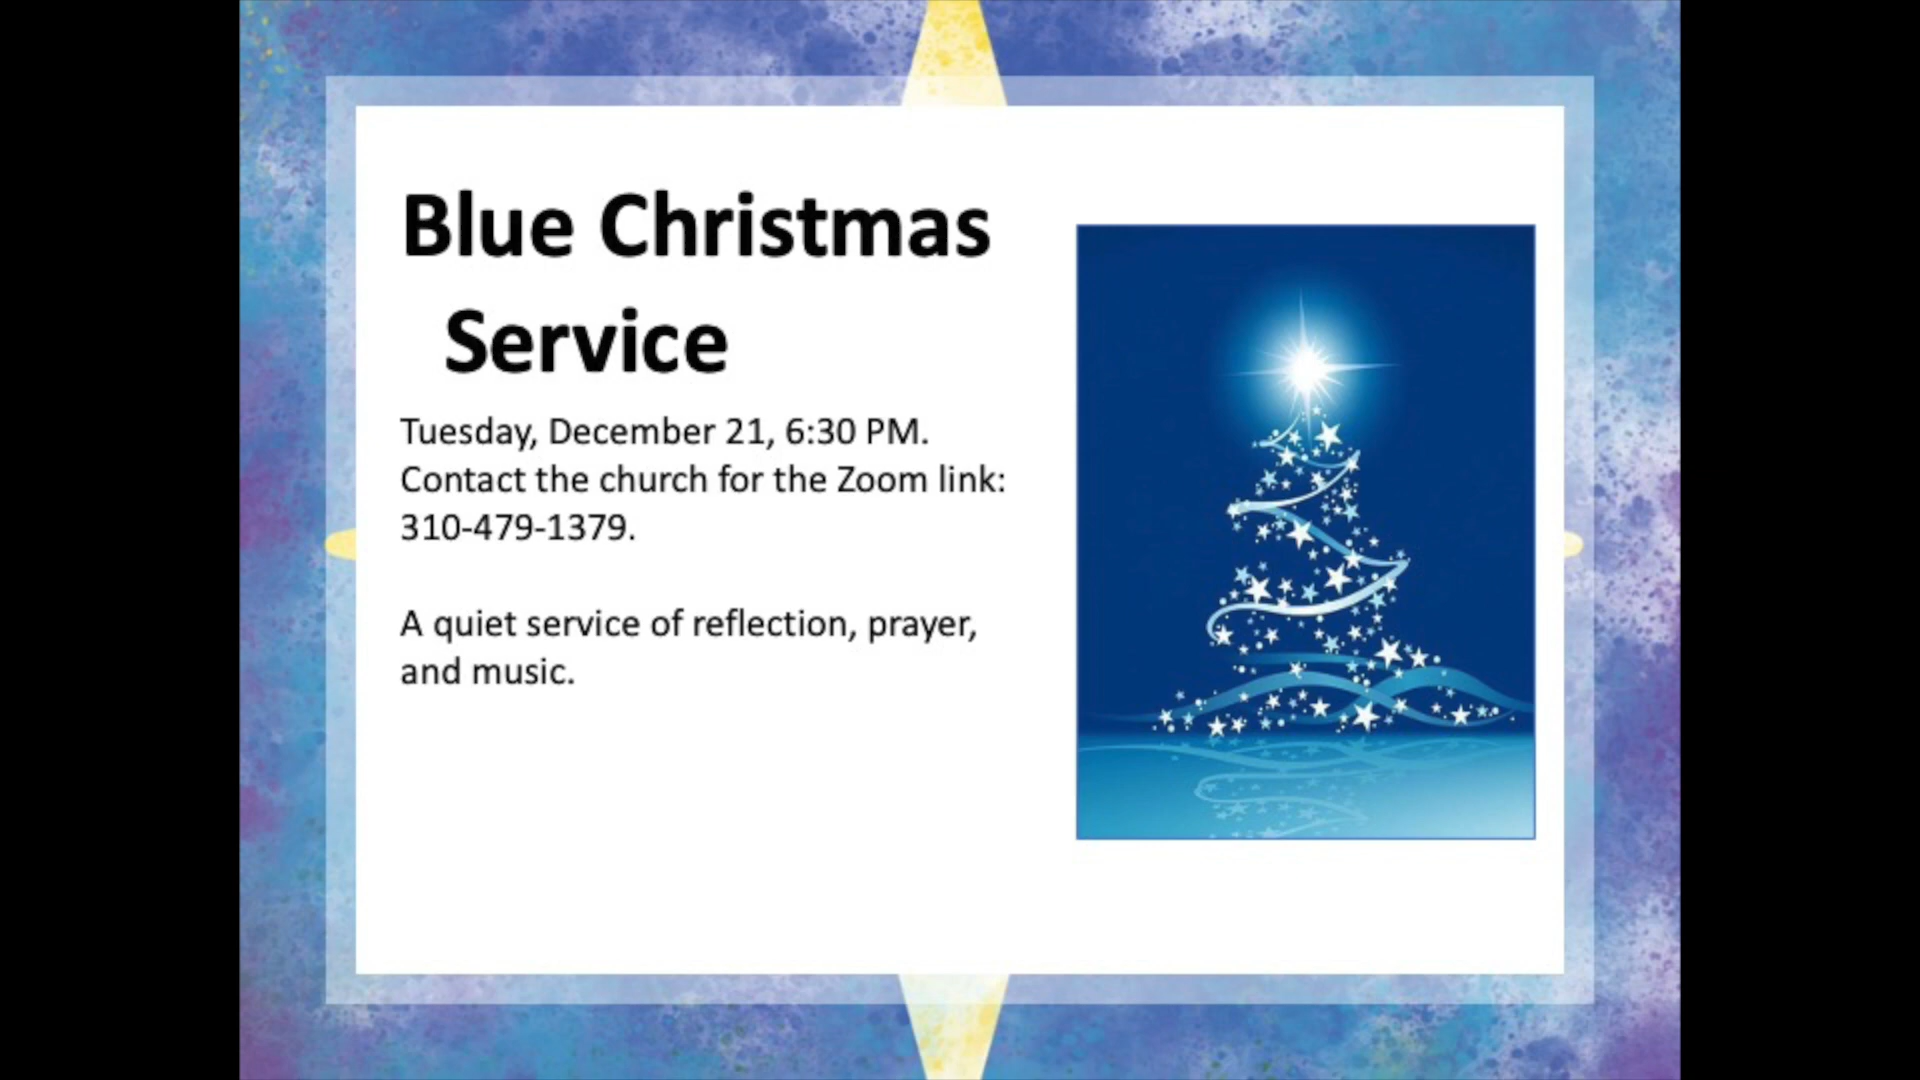 Blue Christmas
Service
Tuesday, December 21, 6:30 PM.
Contact the church for the Zoom link:
310-479-1379.
A quiet service of reflection, prayer,
and music.